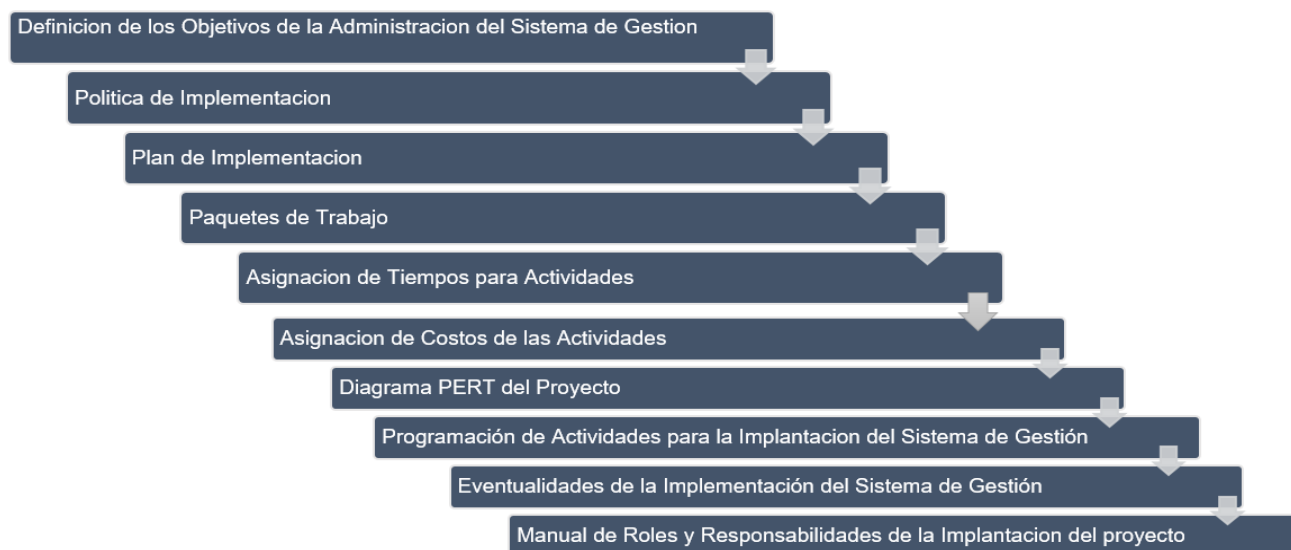 Definicion de los Objetivos de la Administracion del Sistema de Gestion
Politica de Implementacion
Plan de Implementacion
Paquetes de Trabajo
Asignacion de Tiempos para Actividades
Asignacion de Costos de las Actividades
Diagrama PERT del Proyecto
Programación de Actividades para la Implantacion del Sistema de Gestión
Eventualidades de la Implementación del Sistema de Gestión
Manual de Roles y Responsabilidades de la Implantacion del proyecto